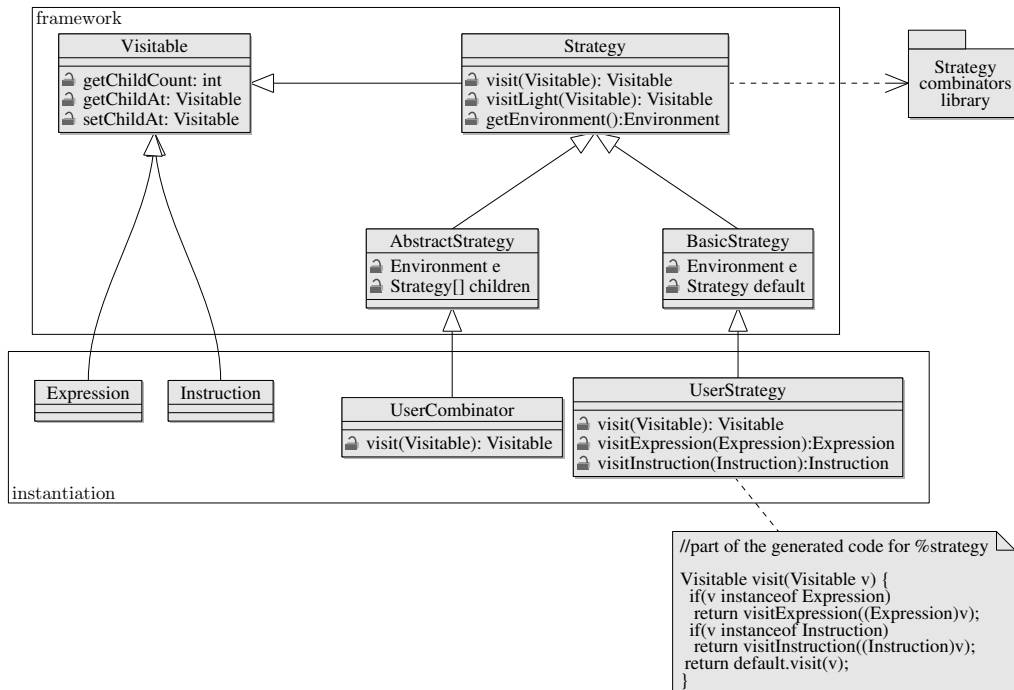 framework
Visitable
getChildCount: int
getChildAt: Visitable
setChildAt: Visitable
Strategy
visit(Visitable): Visitable
visitLight(Visitable): Visitable
getEnvironment():Environment
Strategy
combinators
library
AbstractStrategy
Environment e
Strategy[] children
BasicStrategy
Environment e
Strategy default
Expression
Instruction
UserCombinator
visit(Visitable): Visitable
UserStrategy
visit(Visitable): Visitable
visitExpression(Expression):Expression
visitInstruction(Instruction):Instruction
instantiation
//part of the generated code for %strategy
Visitable visit(Visitable v) {
if(v instanceof Expression)
return visitExpression((Expression)v);
if(v instanceof Instruction)
return visitInstruction((Instruction)v);
return default.visit(v);
}